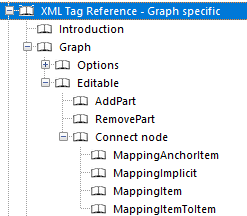 XML Tag Reference - Graph specific
Introduction
Graph
Options
Editable
AddPart
RemovePart
Connect node
MappingAnchorItem
MappingImplicit
MappingItem
MappingItemToItem